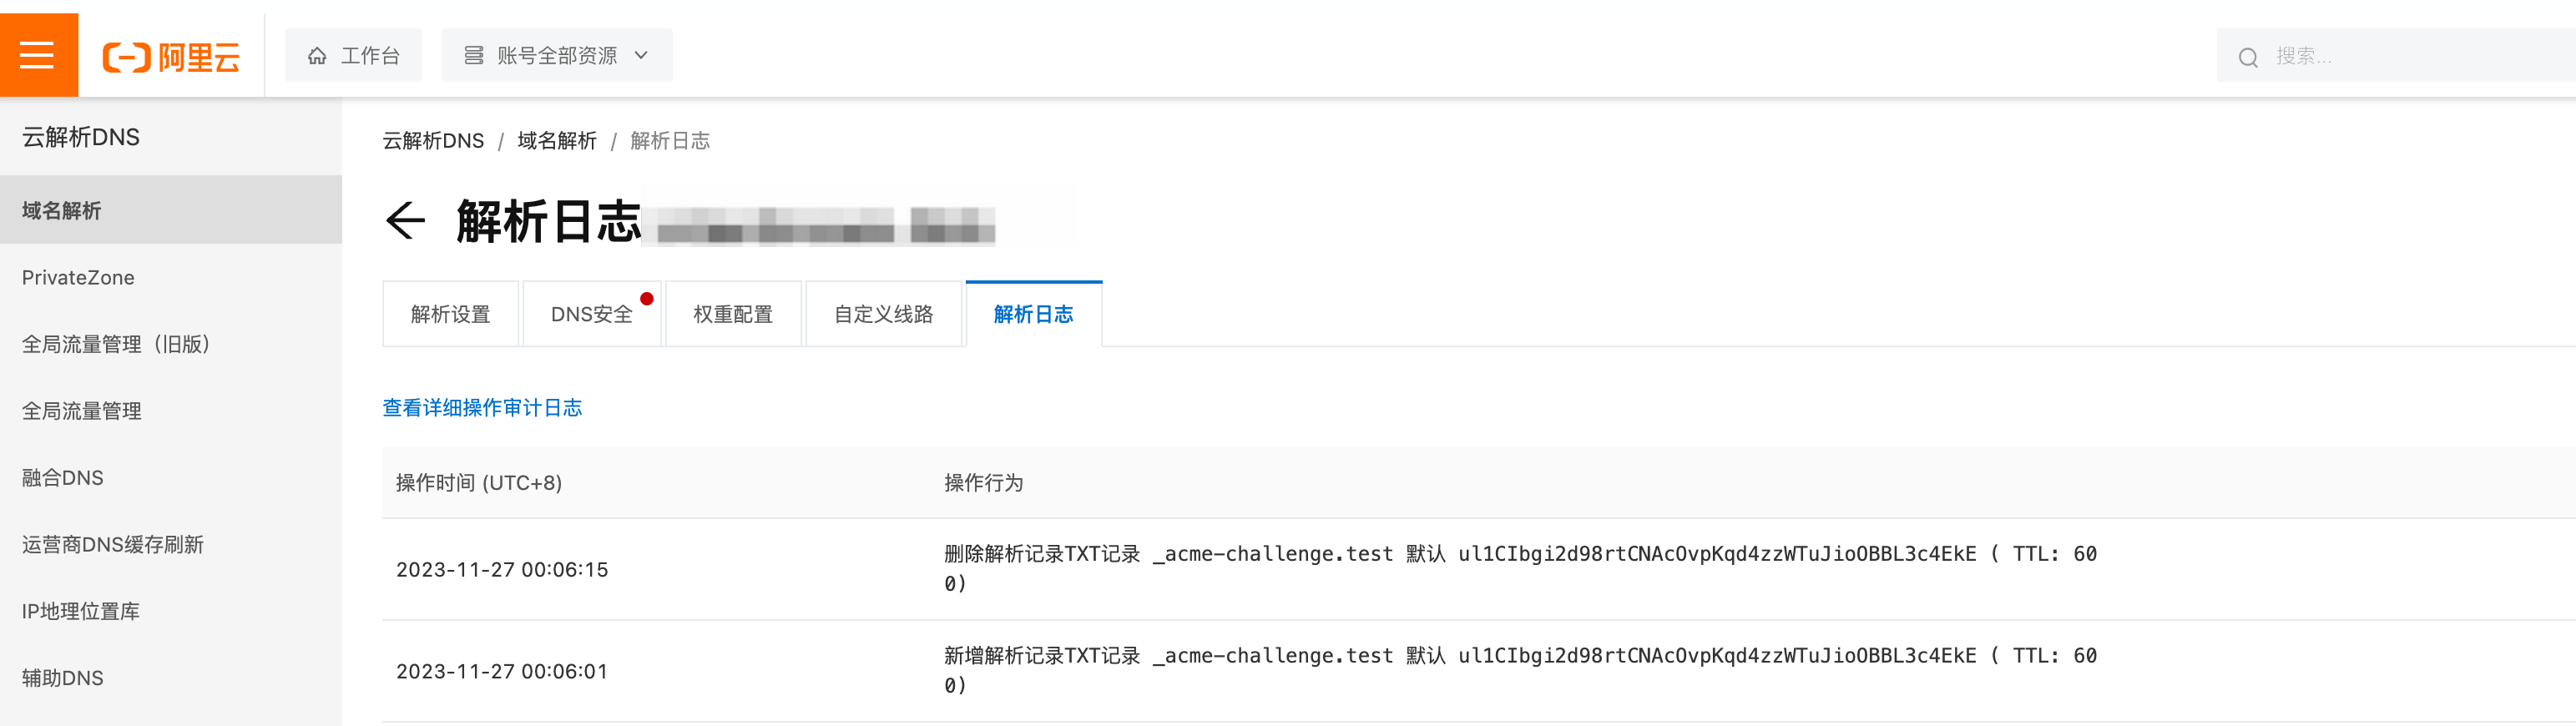 阿里云
工作台
账号全部资源
搜索...
云解析DNS
域名解析
PrivateZone
全局流量管理（旧版）
全局流量管理
融合DNS
运营商DNS缓存刷新
IP地理位置库
辅助DNS
云解析DNS / 域名解析 / 解析日志
解析日志
解析设置
DNS安全
权重配置
自定义线路
解析日志
查看详细操作审计日志
操作时间 (UTC+8)
操作行为
2023-11-27 00:06:15
删除解析记录TXT记录 _acme-challenge.test 默认 ul1CIbgi2d98rtCNAcOvpKqd4zzWTuJioOBBL3c4EkE ( TTL: 60
0)
2023-11-27 00:06:01
新增解析记录TXT记录 _acme-challenge.test 默认 ul1CIbgi2d98rtCNAcOvpKqd4zzWTuJioOBBL3c4EkE ( TTL: 60
0)